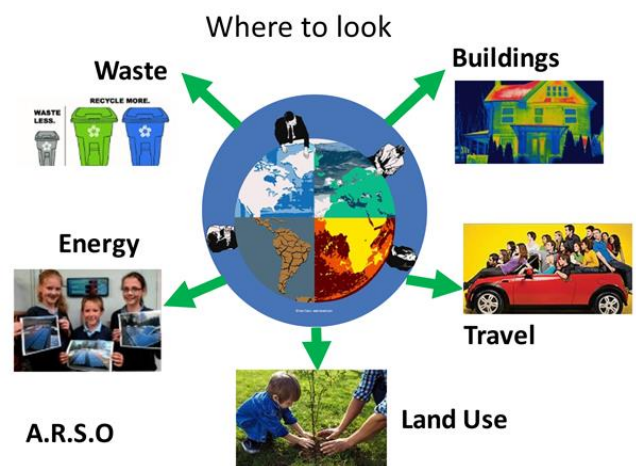 Where to look
Waste
Buildings
RECYCLE MORE.
WASTE
LESS.
Energy
Travel
Land Use
A.R.S.O